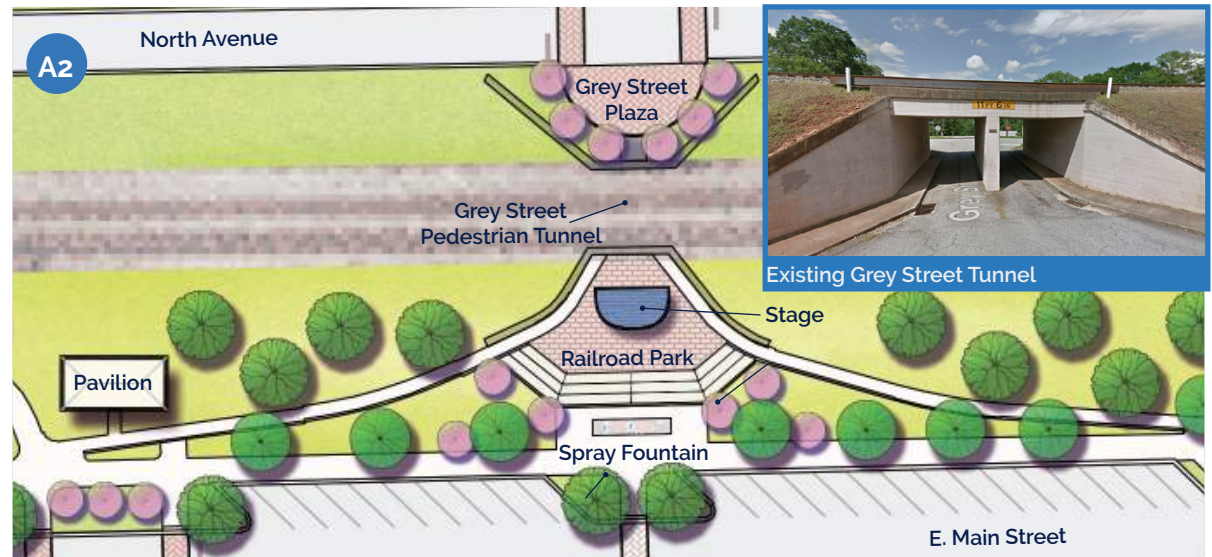 A2
North Avenue
Grey Street
Plaza
Grey Street
Pedestrian Tunnel
Existing Grey Street Tunnel
Stage
Railroad Park
Pavilion
Spray Fountain
E. Main Street